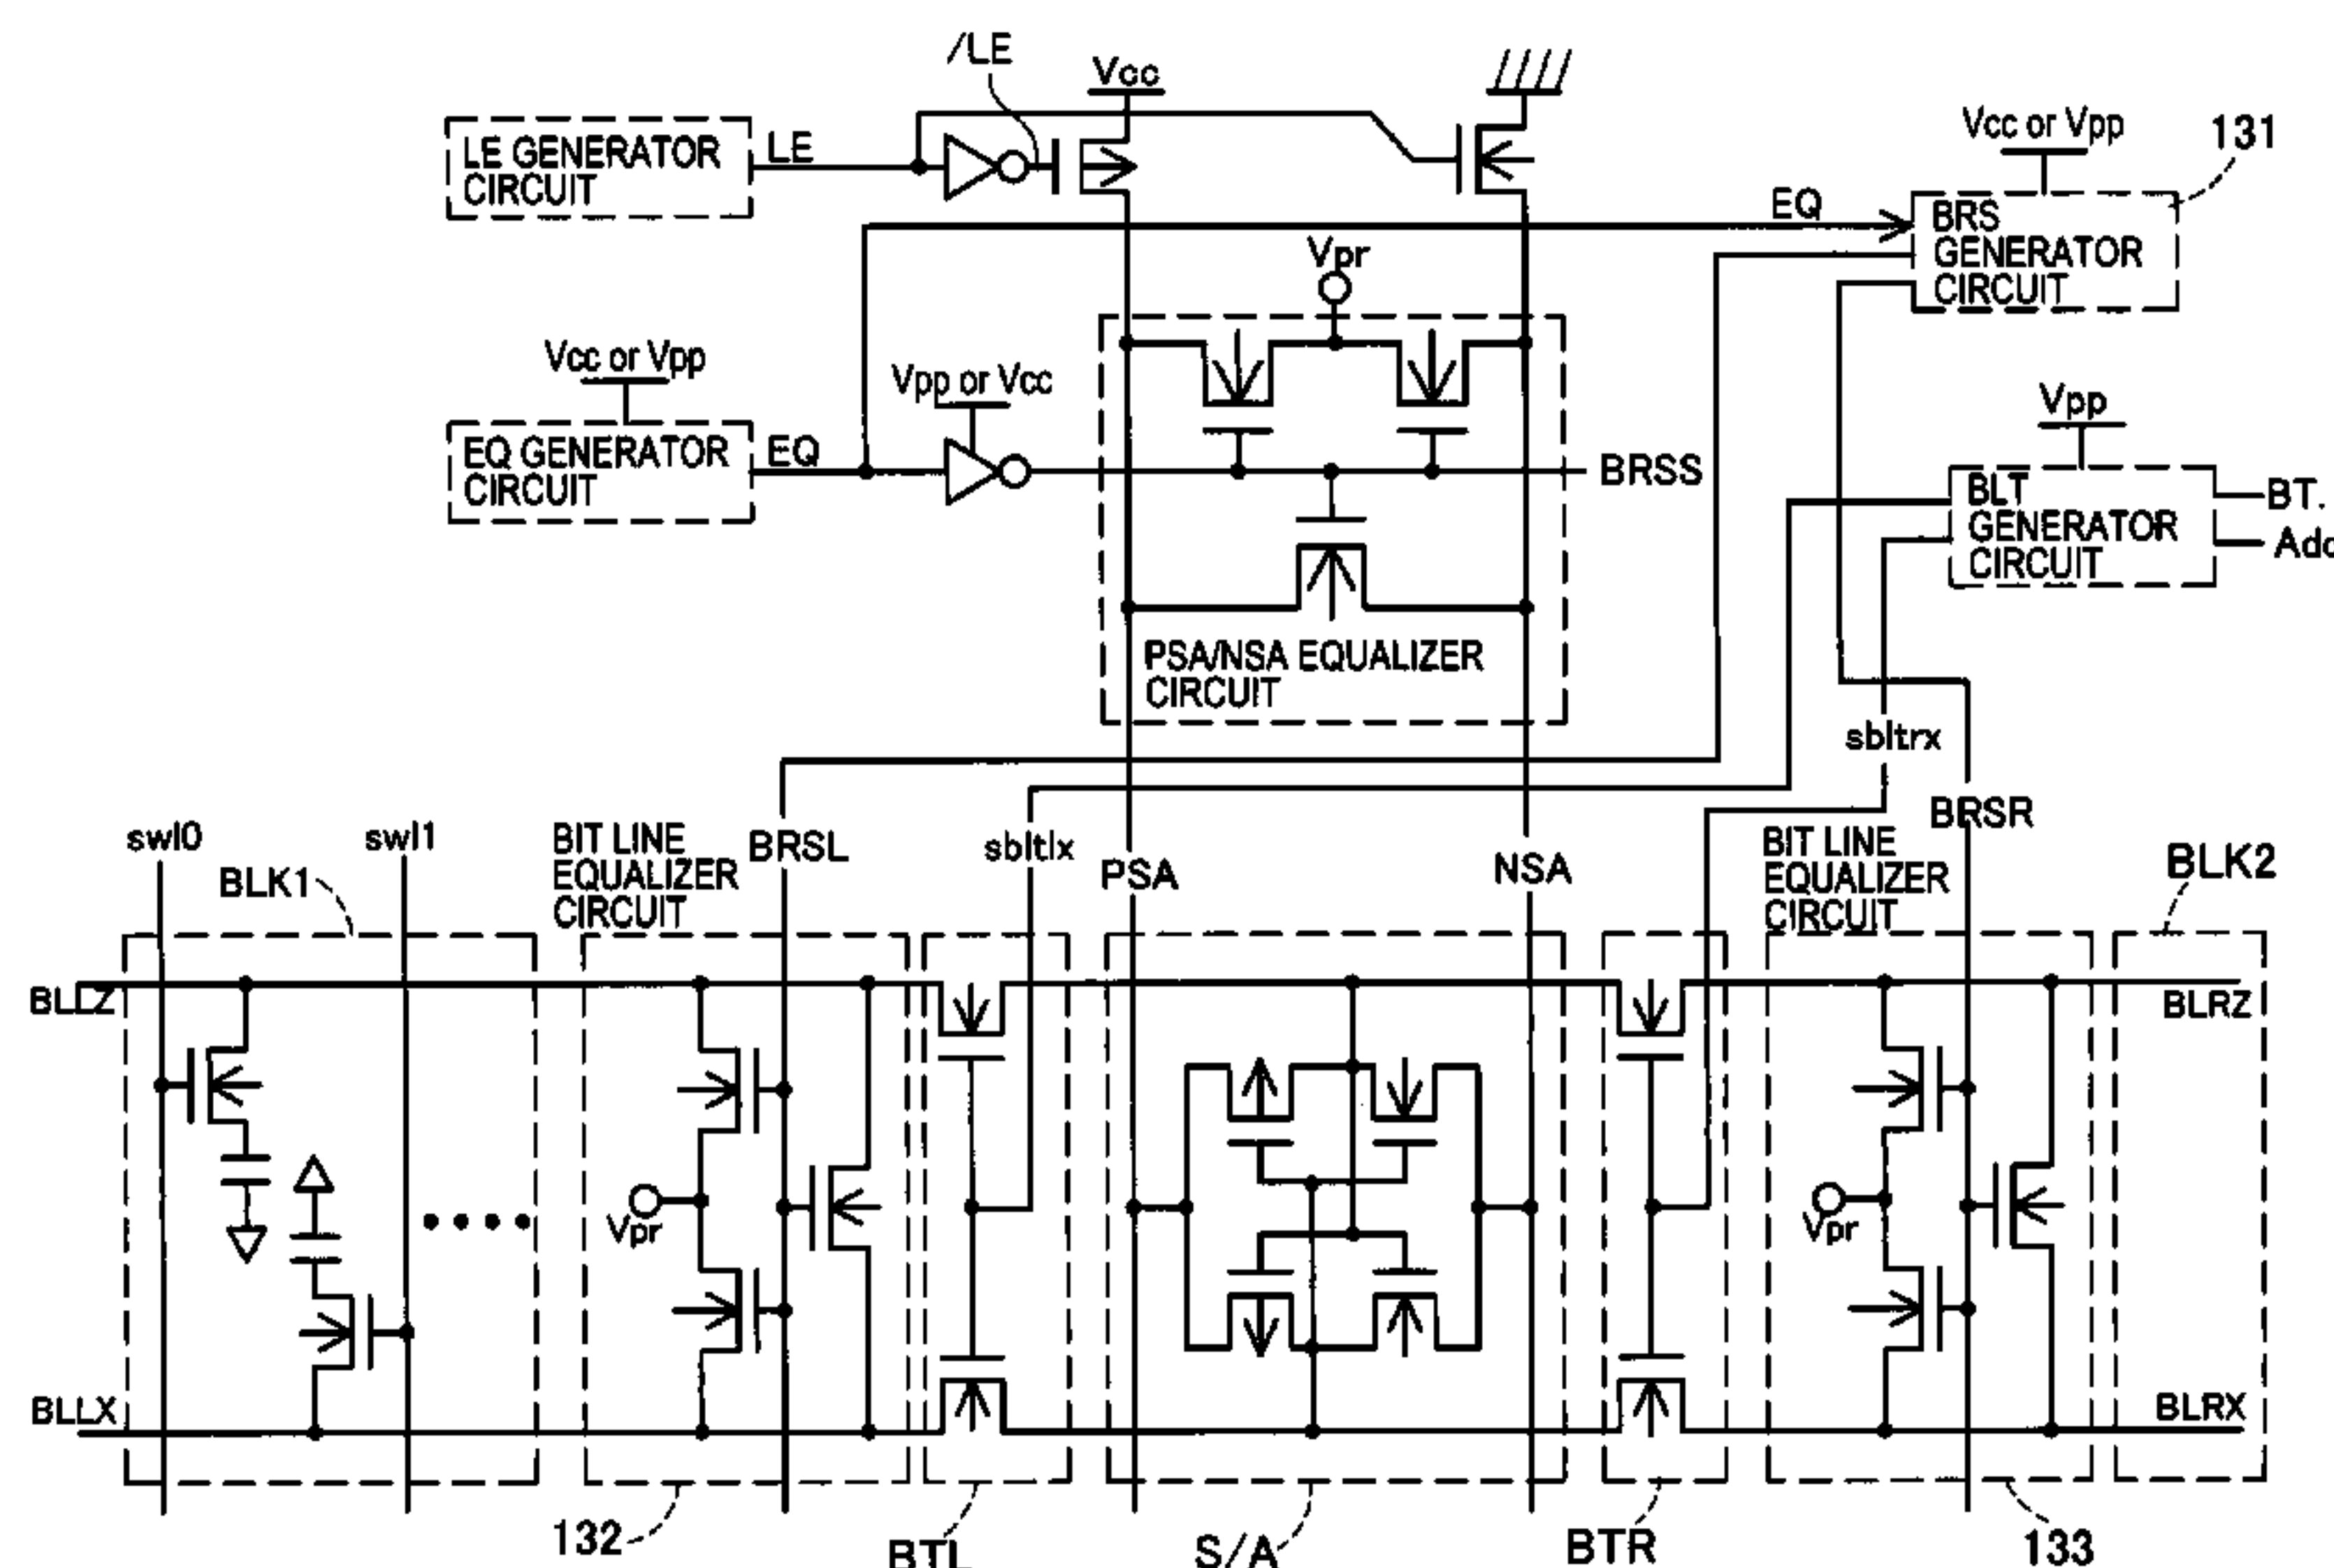 /LE
Vcc
LE GENERATOR
CIRCUIT
LE
Vcc or Vpp
131
EQ
BRS
GENERATOR
CIRCUIT
Vpr
Vcc or Vpp
Vpp or Vcc
EQ GENERATOR
CIRCUIT
EQ
BRSS
Vpp
BLT
GENERATOR
CIRCUIT
BT.
Add
PSA/NSA EQUALIZER
CIRCUIT
sbltrx
swl0
swl1
BLK1
BIT LINE
EQUALIZER
CIRCUIT
BRSL
sbltlx
PSA
NSA
BIT LINE
EQUALIZER
CIRCUIT
BRSR
BLK2
BLLZ
BLRZ
Vpr
Vpr
BLLX
BLRX
132
BTL
S/A
BTR
133